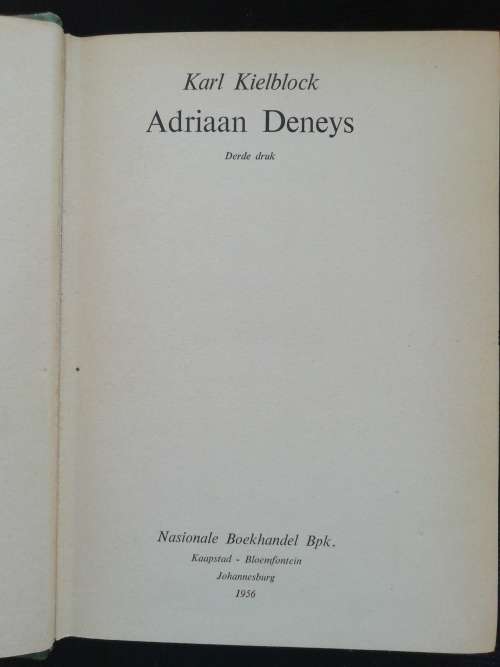 Karl Kielblock
Adriaan Deneys
Derde druk
Nasionale Boekhandel Bpk.
Kaapstad - Bloemfontein
Johannesburg
1956